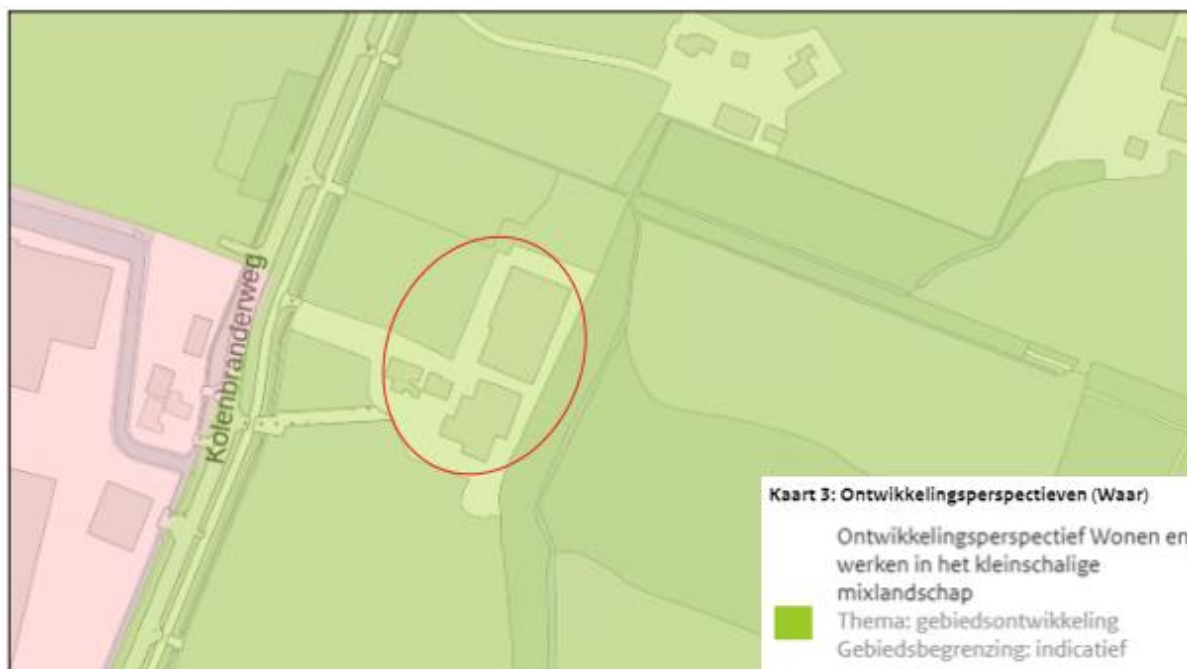 Kolenbranderweg
Kaart 3: Ontwikkelingsperspectieven (Waar)
Ontwikkelingsperspectief Wonen en
werken in het kleinschalige
mixlandschap
Thema: gebiedsontwikkeling
Gebiedsbegrenzing: indicatief